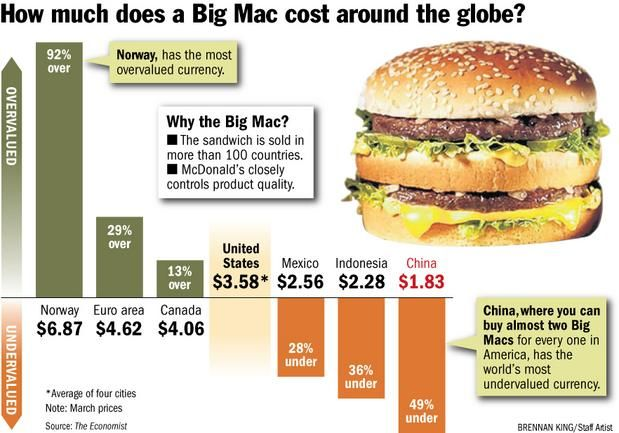 How much does a Big Mac cost around the globe?
OVERVALUED
UNDERVALUED
92%
over
Norway, has the most
overvalued currency.
Why the Big Mac?
■ The sandwich is sold in
more than 100 countries.
■ McDonald's closely
controls product quality.
29%
over
13%
over
United
States
$3.58*
Mexico
$2.56
Indonesia
$2.28
China
$1.83
Norway
$6.87
Euro area
$4.62
Canada
$4.06
28%
under
36%
under
49%
under
China, where you can
buy almost two Big
Macs for every one in
America, has the
world's most
undervalued currency.
*Average of four cities
Note: March prices
Source: The Economist
BRENNAN KING/Staff Artist